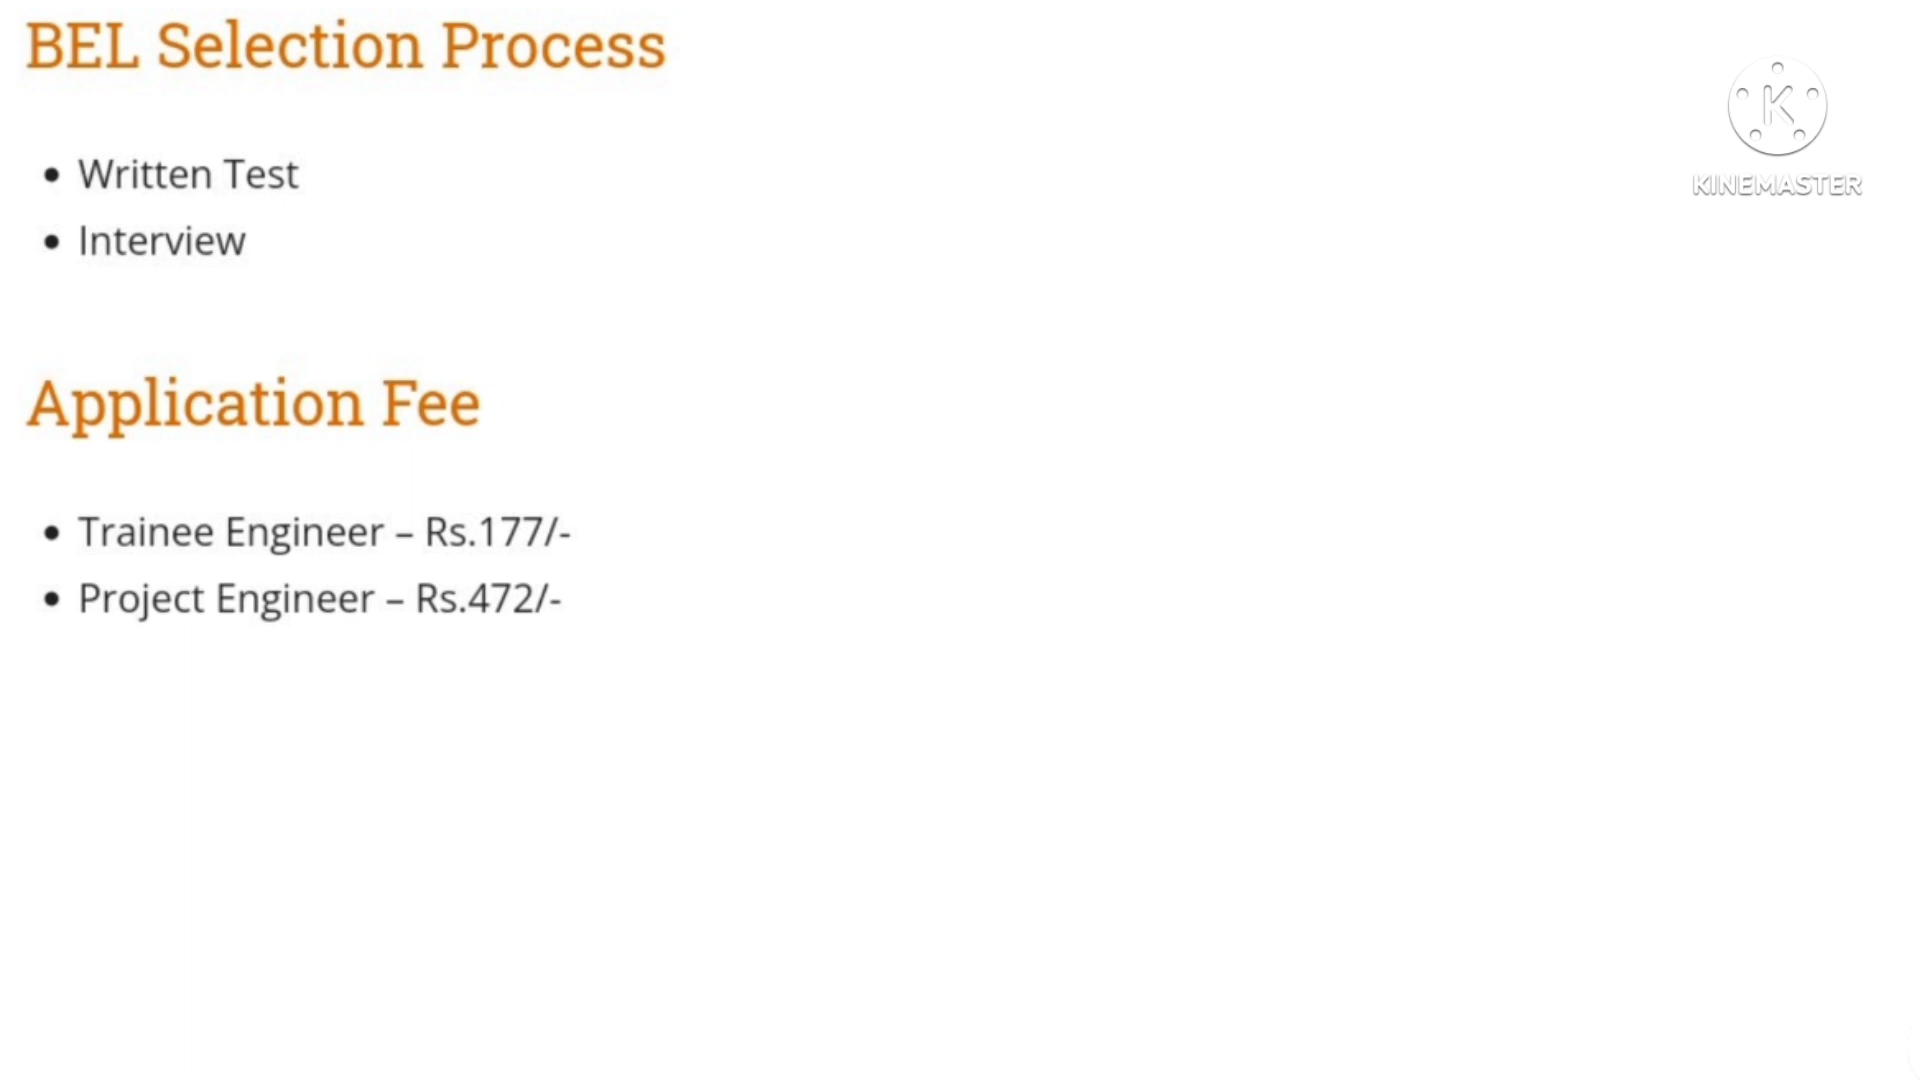 BEL Selection Process
K
KINEMASTER
• Written Test
• Interview
Application Fee
• Trainee Engineer – Rs.177/-
• Project Engineer – Rs.472/-